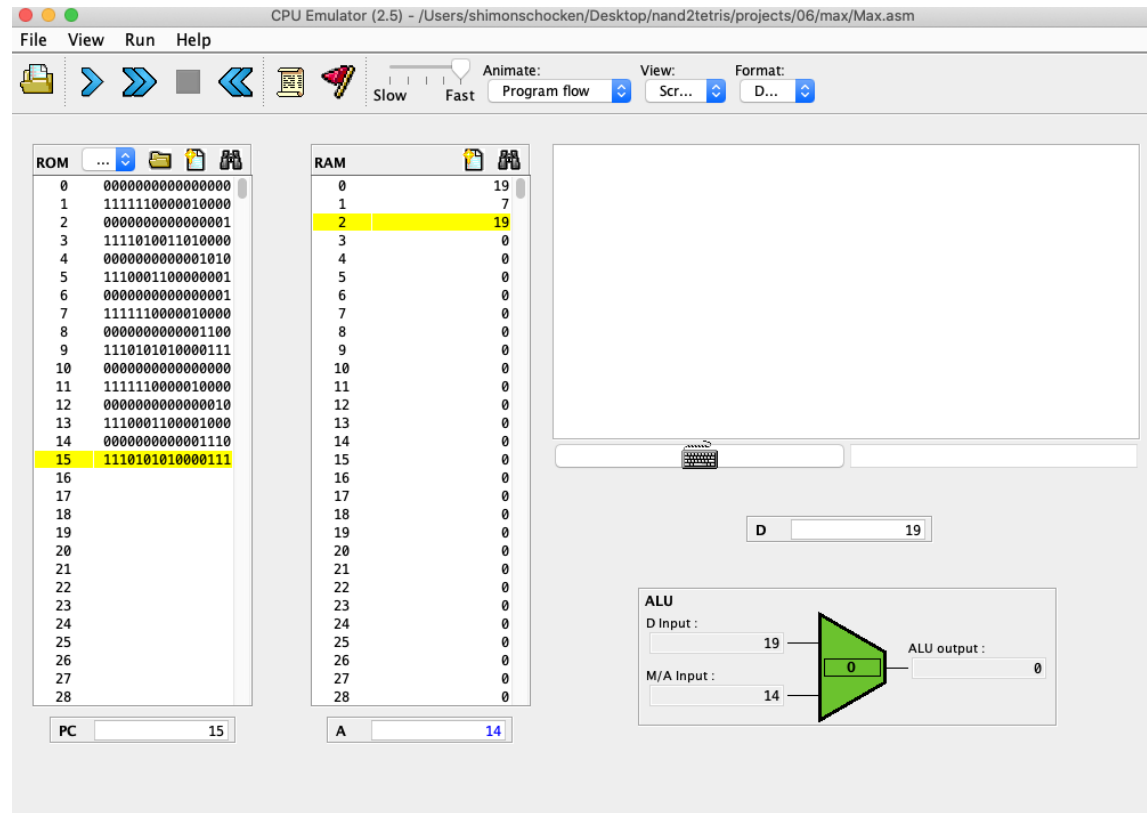 CPU Emulator (2.5) - /Users/shimonschocken/Desktop/nand2tetris/projects/06/max/Max.asm
File View Run Help
Animate: View: Format:
Slow Fast Program flow Scr... D...
ROM ... RAM
0 0000000000000000 0 19
1 1111110000010000 1 7
2 0000000000000001 2 19
3 1111010011010000 3 0
4 0000000000001010 4 0
5 1110001100000001 5 0
6 0000000000000001 6 0
7 1111110000010000 7 0
8 0000000000001100 8 0
9 1110101010000111 9 0
10 0000000000000000 10 0
11 1111110000010000 11 0
12 0000000000000010 12 0
13 1110001100001000 13 0
14 0000000000001110 14 0
15 1110101010000111 15 0
16 16 0
17 17 0
18 18 0
19 19 0
20 20 0
21 21 0
22 22 0
23 23 0
24 24 0
25 25 0
26 26 0
27 27 0
28 28 0
PC 15 A 14
D 19
ALU
D Input :
19
ALU output :
0 0
M/A Input :
14